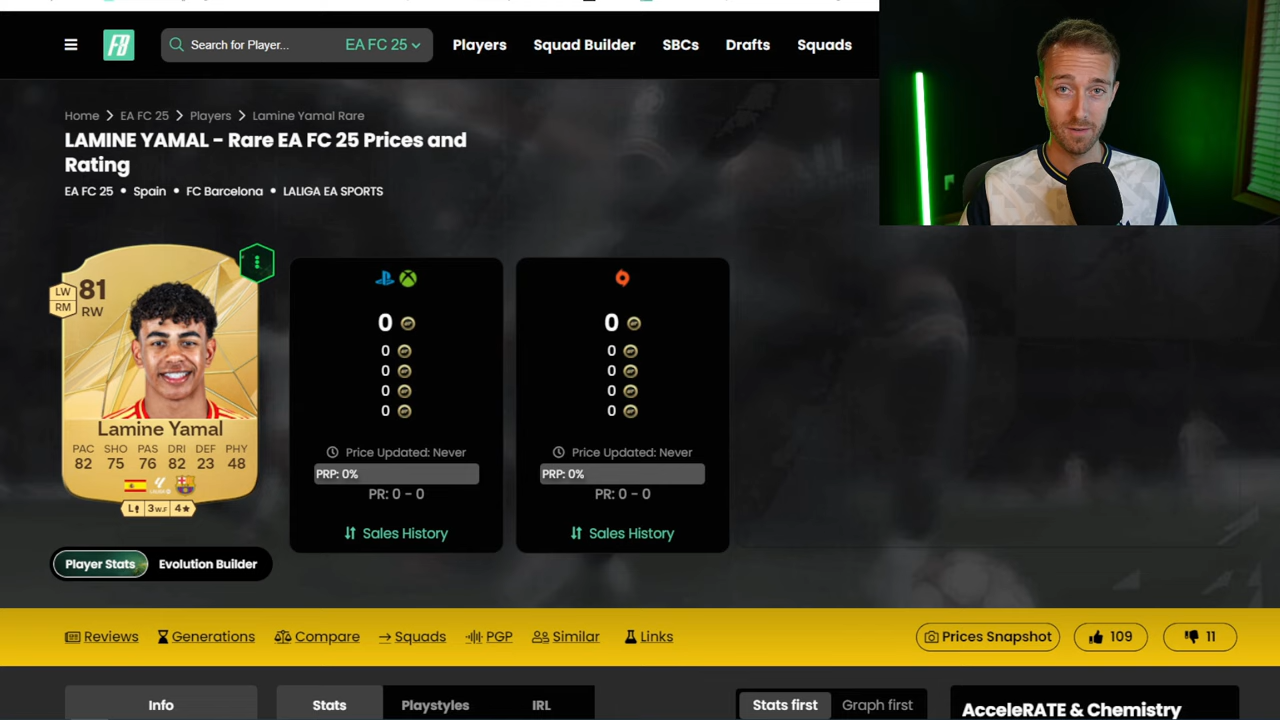 FB
Search for Player...
EA FC 25
Players
Squad Builder
SBCs
Drafts
Squads
Home > EA FC 25 > Players > Lamine Yamal Rare
LAMINE YAMAL - Rare EA FC 25 Prices and
Rating
EA FC 25 • Spain • FC Barcelona • LALIGA EA SPORTS
LW
RM
81
RW
Lamine Yamal
PAC SHO PAS DRI DEF PHY
82 75 76 82 23 48
L 3 W.F 4★
0
0
0
0
0
Price Updated: Never
PRP: 0%
PR: 0 - 0
Sales History
0
0
0
0
0
Price Updated: Never
PRP: 0%
PR: 0 - 0
Sales History
Player Stats
Evolution Builder
Reviews
Generations
Compare
Squads
PGP
Similar
Links
Prices Snapshot
109
11
Info
Stats
Playstyles
IRL
Stats first
Graph first
AcceleRATE & Chemistry